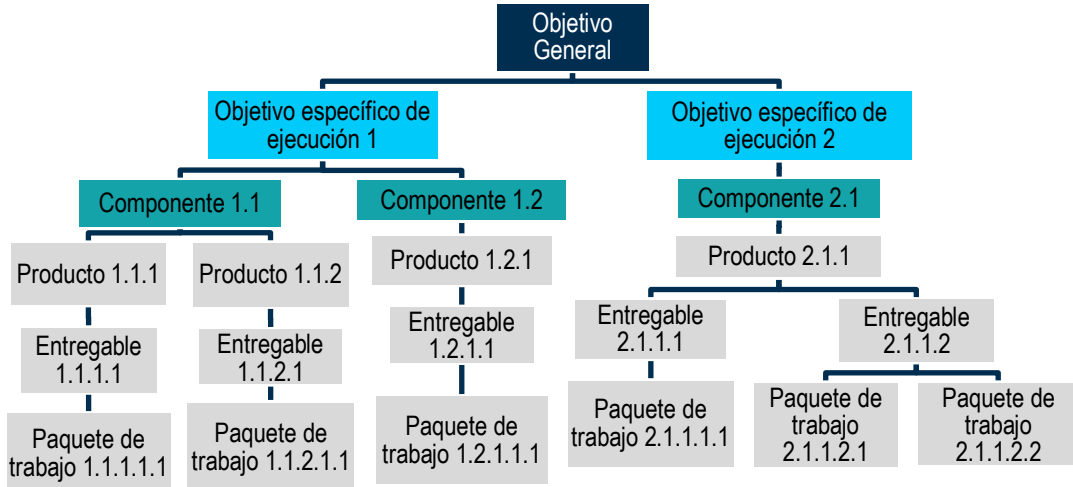 Objetivo
General
Objetivo específico de
ejecución 1
Objetivo específico de
ejecución 2
Componente 1.1
Componente 1.2
Componente 2.1
Producto 1.1.1
Producto 1.1.2
Producto 1.2.1
Producto 2.1.1
Entregable
1.1.1.1
Entregable
1.1.2.1
Entregable
1.2.1.1
Entregable
2.1.1.1
Entregable
2.1.1.2
Paquete de
trabajo 1.1.1.1.1
Paquete de
trabajo 1.1.2.1.1
Paquete de
trabajo 1.2.1.1.1
Paquete de
trabajo 2.1.1.1.1
Paquete de
trabajo
2.1.1.2.1
Paquete de
trabajo
2.1.1.2.2